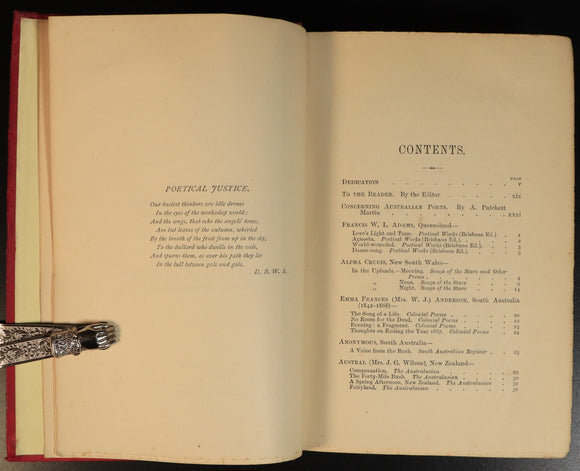 POETICAL JUSTICE.
Our busiest thinkers are idle drones
In the eyes of the workaday world:
And the songs, that echo the angels' tones,
Are but leaves of the autumn, whirled
By the breath of the frost from up in the sky,
To the dullard who dwells in the vale,
And spurns them, as over his path they lie
In the lull between gale and gale.
D. B. W. S.
CONTENTS.
PAGE
DEDICATION . . . . . . . . v
TO THE READER. By the Editor . . . . . xix
CONCERNING AUSTRALIAN POETS. By A. Patchett
Martin . . . . . . . . xxxi
FRANCIS W. L. ADAMS, Queensland—
Love's Light and Tune. Poetical Works (Brisbane Ed.) . 1
Agnosta. Poetical Works (Brisbane Ed.) . . . 2
World-wounded. Poetical Works (Brisbane Ed.) . . 3
Dawn-song. Poetical Works (Brisbane Ed.) . . . 3
ALPHA CRUCIS, New South Wales—
In the Uplands.—Morning. Songs of the Stars and Other
Poems . . . . . . . . 4
„ Noon. Songs of the Stars . . . 9
„ Night. Songs of the Stars . . . 14
EMMA FRANCES (MRS. W. J.) ANDERSON, South Australia
(1842-1868)—
The Song of a Life. Colonial Poems . . . . 20
No Room for the Dead. Colonial Poems . . . 22
Evening: a Fragment. Colonial Poems . . . 23
Thoughts on Ending the Year 1867. Colonial Poems . 24
ANONYMOUS, South Australia—
A Voice from the Bush. South Australian Register . . 25
AUSTRAL (MRS. J. G. Wilson), New Zealand—
Compensation. The Australasian . . . . 29
The Forty-Mile Bush. The Australasian . . . 30
A Spring Afternoon, New Zealand. The Australasian . 31
Fairyland. The Australasian . . . . . 32